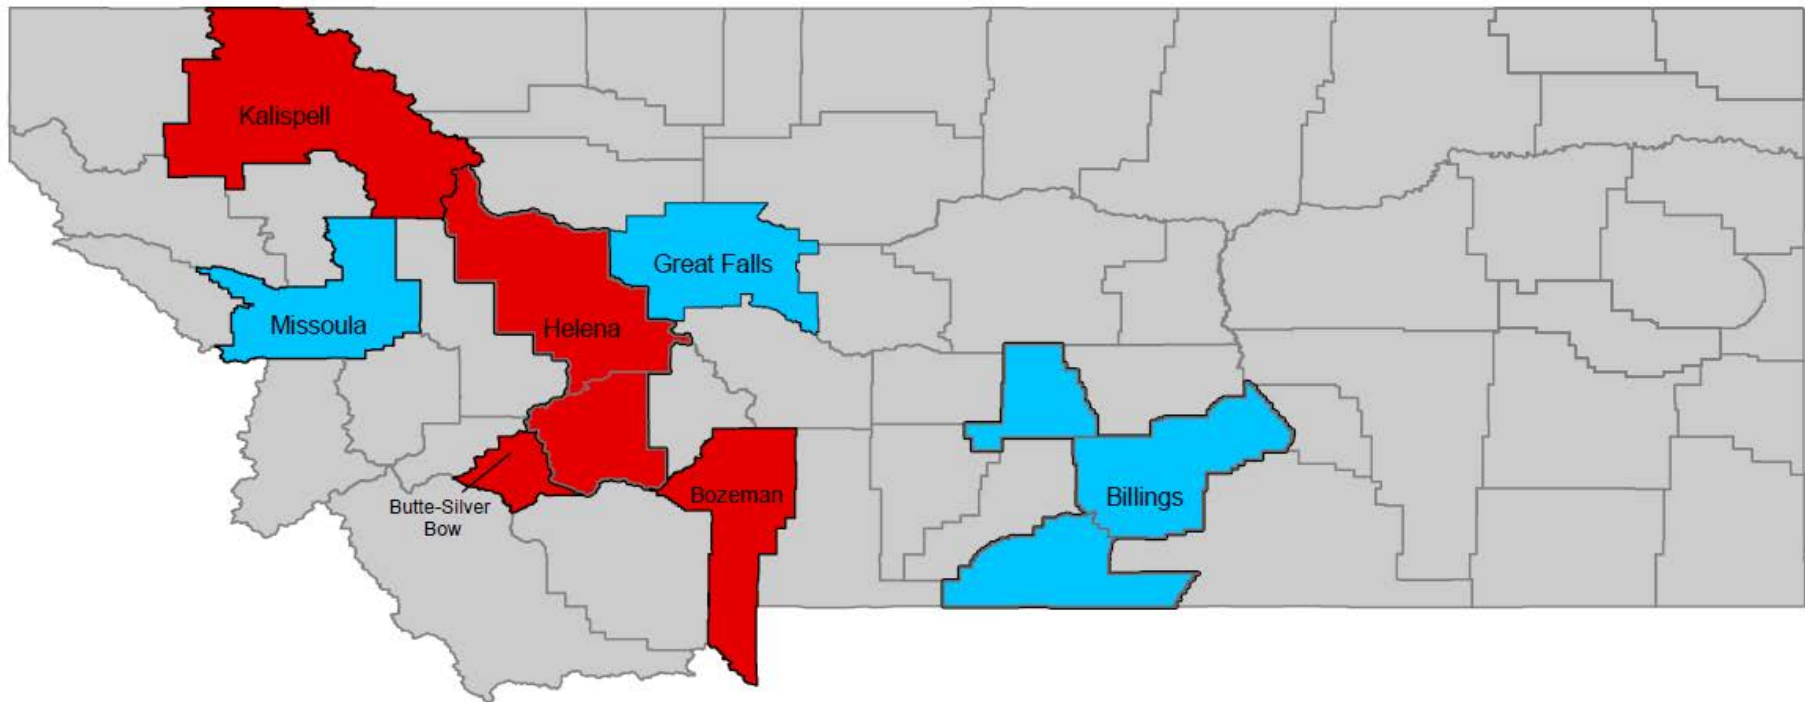 Kalispell
Great Falls
Missoula
Helena
Bozeman
Billings
Butte-Silver
Bow